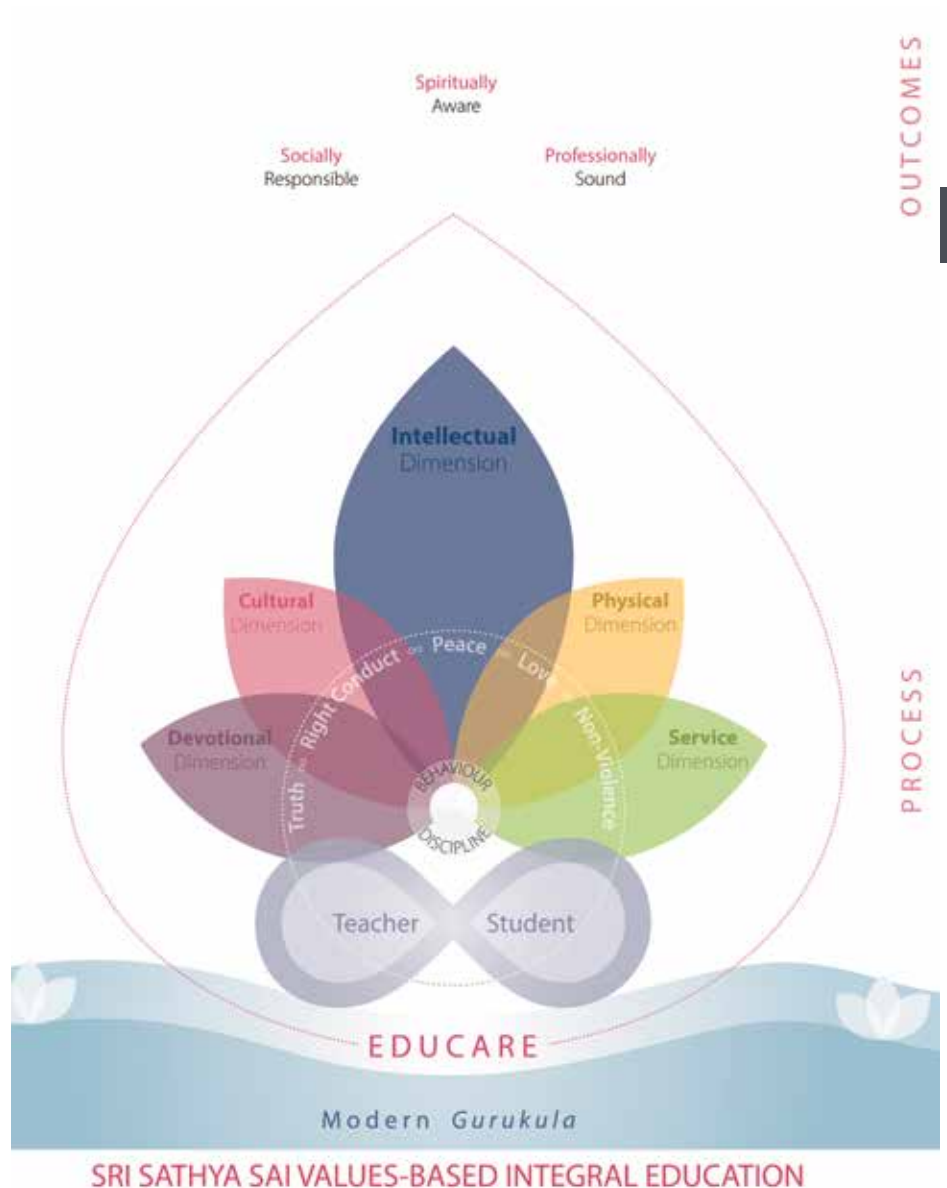 OUTCOMES
Spiritually
Aware
Socially
Responsible
Professionally
Sound
Intellectual
Dimension
Cultural
Dimension
Physical
Dimension
Devotional
Dimension
Service
Dimension
Truth ∞ Right Conduct ∞ Peace ∞ Love ∞ Non-Violence
BEHAVIOUR
DISCIPLINE
PROCESS
Teacher
Student
EDUCARE
Modern Gurukula
SRI SATHYA SAI VALUES-BASED INTEGRAL EDUCATION